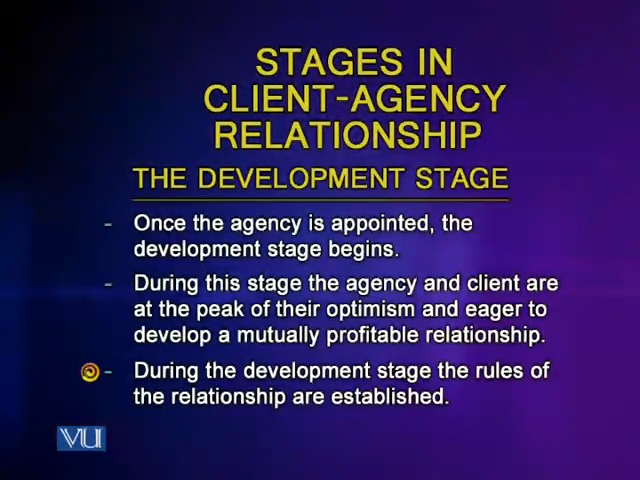 STAGES IN
CLIENT-AGENCY
RELATIONSHIP
THE DEVELOPMENT STAGE
- Once the agency is appointed, the
development stage begins.
- During this stage the agency and client are
at the peak of their optimism and eager to
develop a mutually profitable relationship.
- During the development stage the rules of
the relationship are established.
VU